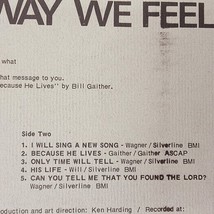 WAY WE FEEL
what
hat message to you.
ecause He Lives" by Bill Gaither.
Side Two
1. I WILL SING A NEW SONG - Wagner/Silverline BMI
2. BECAUSE HE LIVES - Gaither/Gaither ASCAP
3. ONLY TIME WILL TELL - Wagner/Silverline BMI
4. HIS LIFE - Will/Silverline BMI
5. CAN YOU TELL ME THAT YOU FOUND THE LORD?
Wagner/Silverline BMI
oduction and art direction: Ken Harding / Recorded at: